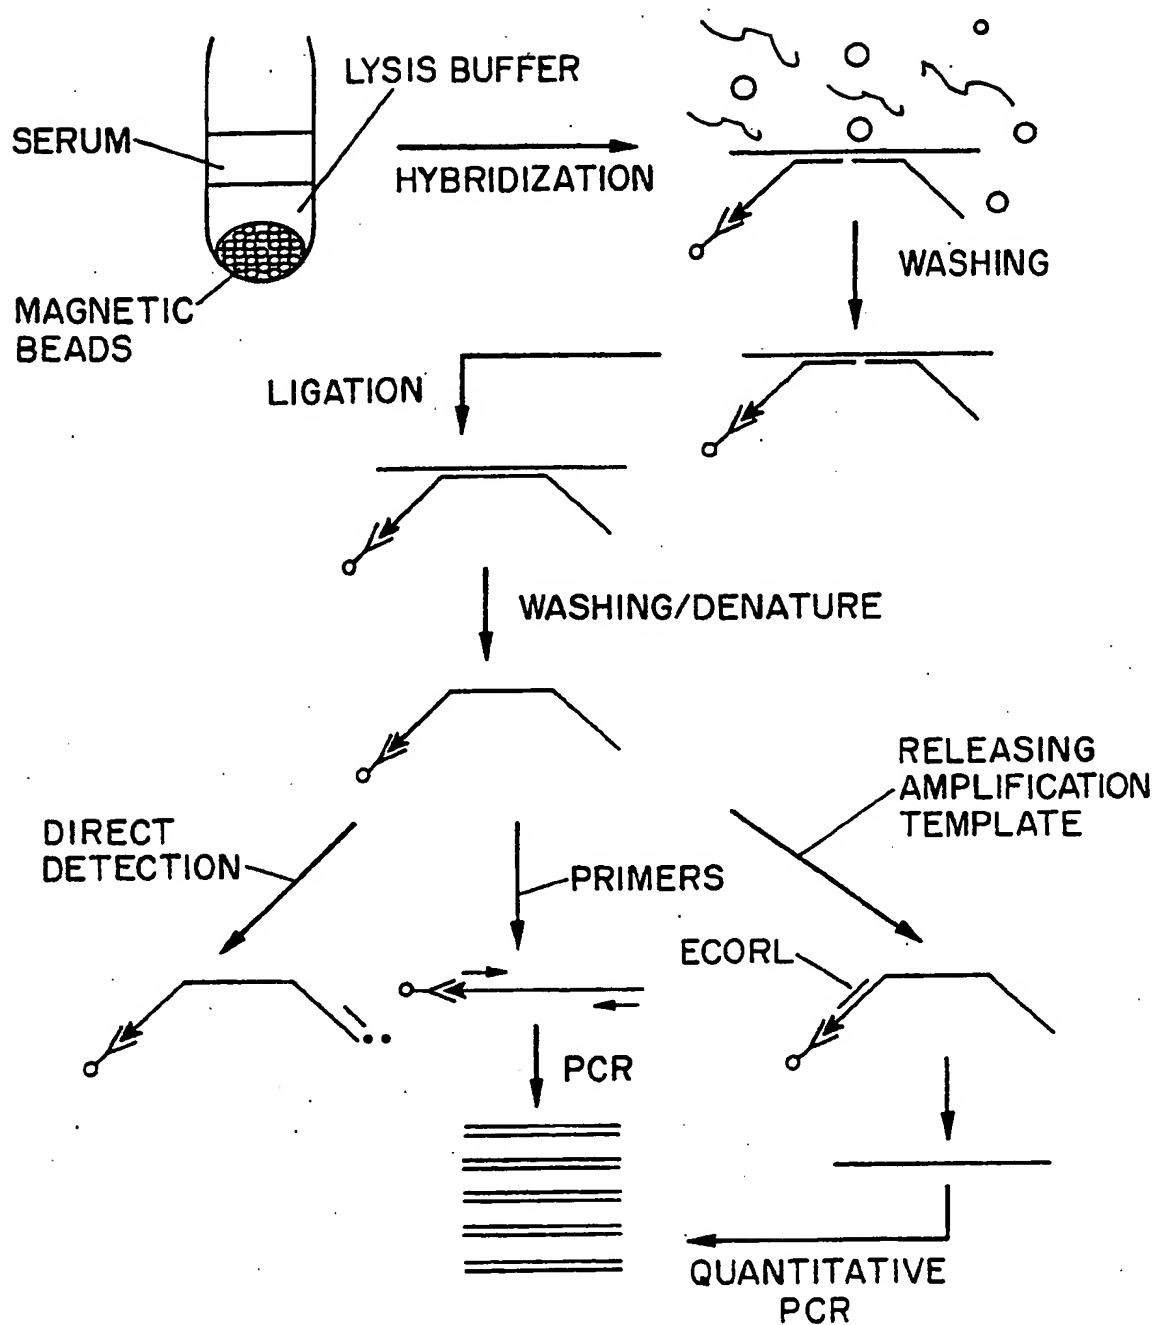 LYSIS BUFFER
SERUM
HYBRIDIZATION
MAGNETIC
BEADS
WASHING
LIGATION
WASHING/DENATURE
RELEASING
AMPLIFICATION
TEMPLATE
DIRECT
DETECTION
PRIMERS
ECORL
PCR
QUANTITATIVE
PCR